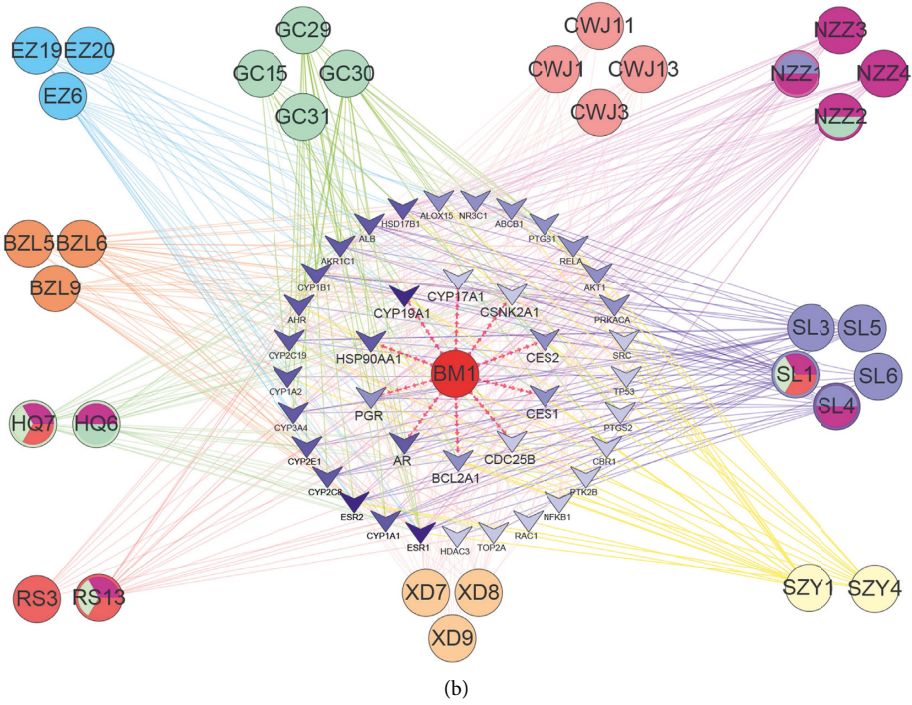 EZ19
EZ20
EZ6
GC29
GC15
GC30
GC31
CWJ11
CWJ1
CWJ13
CWJ3
NZZ3
NZZ1
NZZ4
NZZ2
BZL5
BZL6
BZL9
HSD17B1
ALOX15
NR3C1
ABCB1
PTGS1
ALB
RELA
AKR1C1
AKT1
CYP1B1
CYP17A1
PRKACA
AHR
CYP19A1
CSNK2A1
CYP2C19
HSP90AA1
CES2
SRC
SL3
SL5
BM1
CYP1A2
TP53
SL1
SL6
PGR
CES1
SL4
CYP3A4
PTGS2
HQ7
HQ6
CYP2E1
AR
BCL2A1
CDC25B
CBR1
CYP2C8
PTK2B
ESR2
NFKB1
CYP1A1
ESR1
HDAC3
TOP2A
RAC1
RS3
RS13
XD7
XD8
XD9
SZY1
SZY4
(b)